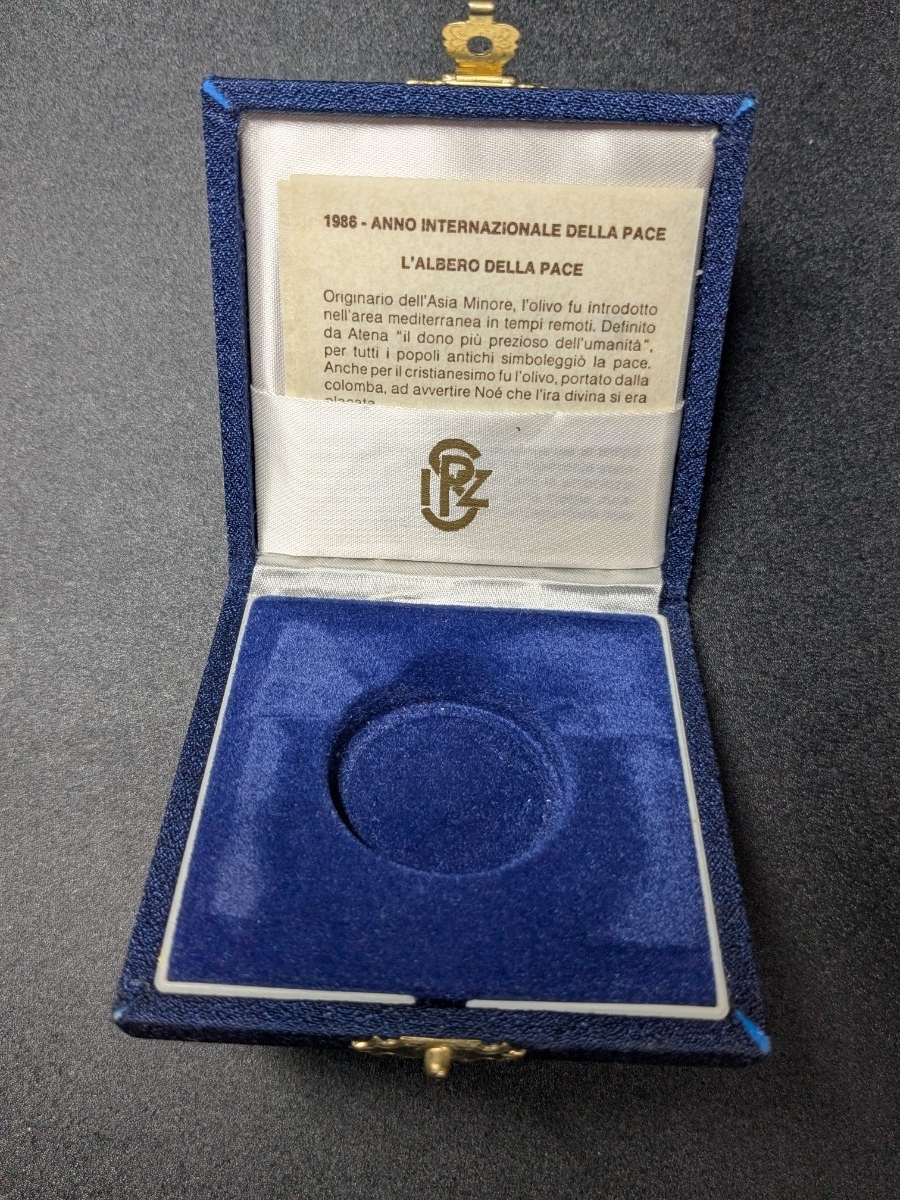 1986 - ANNO INTERNAZIONALE DELLA PACE
L'ALBERO DELLA PACE
Originario dell'Asia Minore, l'olivo fu introdotto
nell'area mediterranea in tempi remoti. Definito
da Atena "il dono più prezioso dell'umanità",
per tutti i popoli antichi simboleggiò la pace.
Anche per il cristianesimo fu l'olivo, portato dalla
colomba, ad avvertire Noé che l'ira divina si era
placata
IPZS